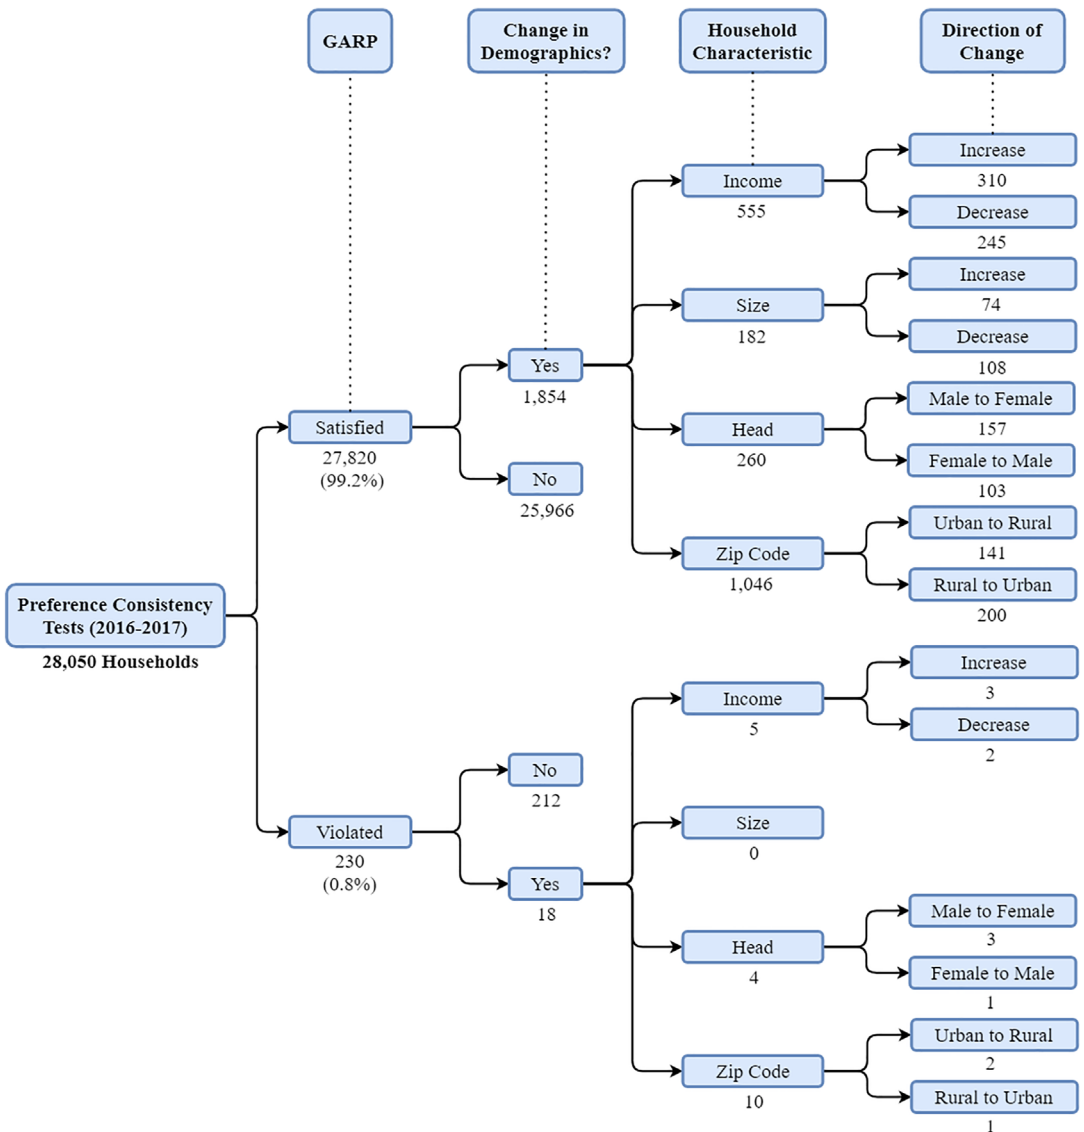 GARP
Change in
Demographics?
Household
Characteristic
Direction of
Change
Increase
310
Income
555
Decrease
245
Increase
74
Size
182
Decrease
108
Yes
1,854
Male to Female
157
Satisfied
27,820
(99.2%)
Head
260
Female to Male
103
No
25,966
Urban to Rural
141
Zip Code
1,046
Rural to Urban
200
Preference Consistency
Tests (2016-2017)
28,050 Households
Increase
3
Income
5
Decrease
2
No
212
Size
0
Violated
230
(0.8%)
Yes
18
Male to Female
3
Head
4
Female to Male
1
Urban to Rural
2
Zip Code
10
Rural to Urban
1